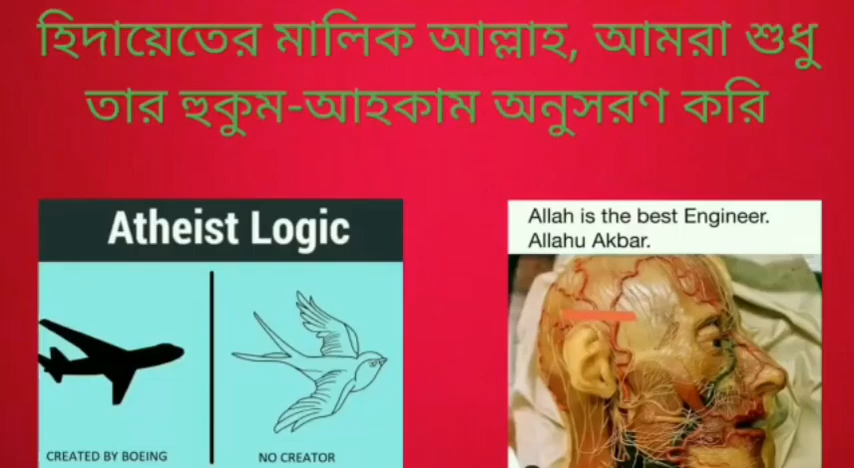 হিদায়েতের মালিক আল্লাহ, আমরা শুধু
তার হুকুম-আহকাম অনুসরণ করি
Atheist Logic
CREATED BY BOEING
NO CREATOR
Allah is the best Engineer.
Allahu Akbar.